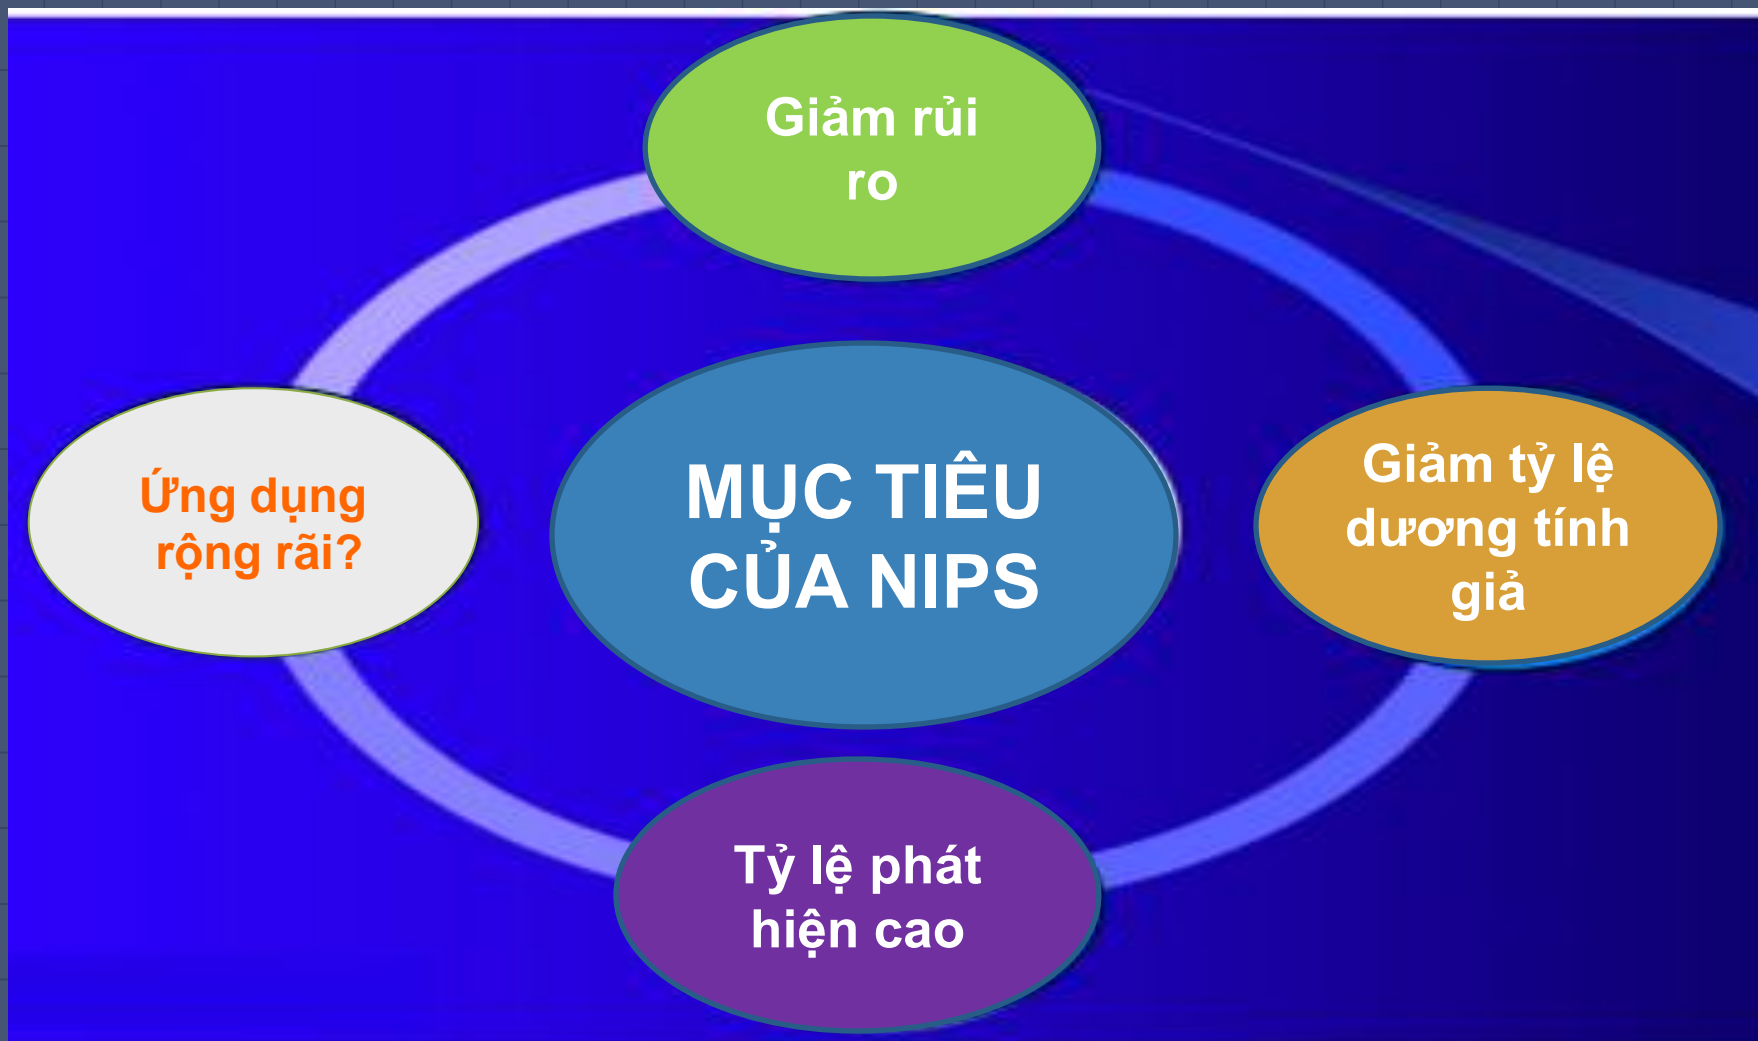 Giảm rủi
ro
Ứng dụng
rộng rãi?
MỤC TIÊU
CỦA NIPS
Giảm tỷ lệ
dương tính
giả
Tỷ lệ phát
hiện cao